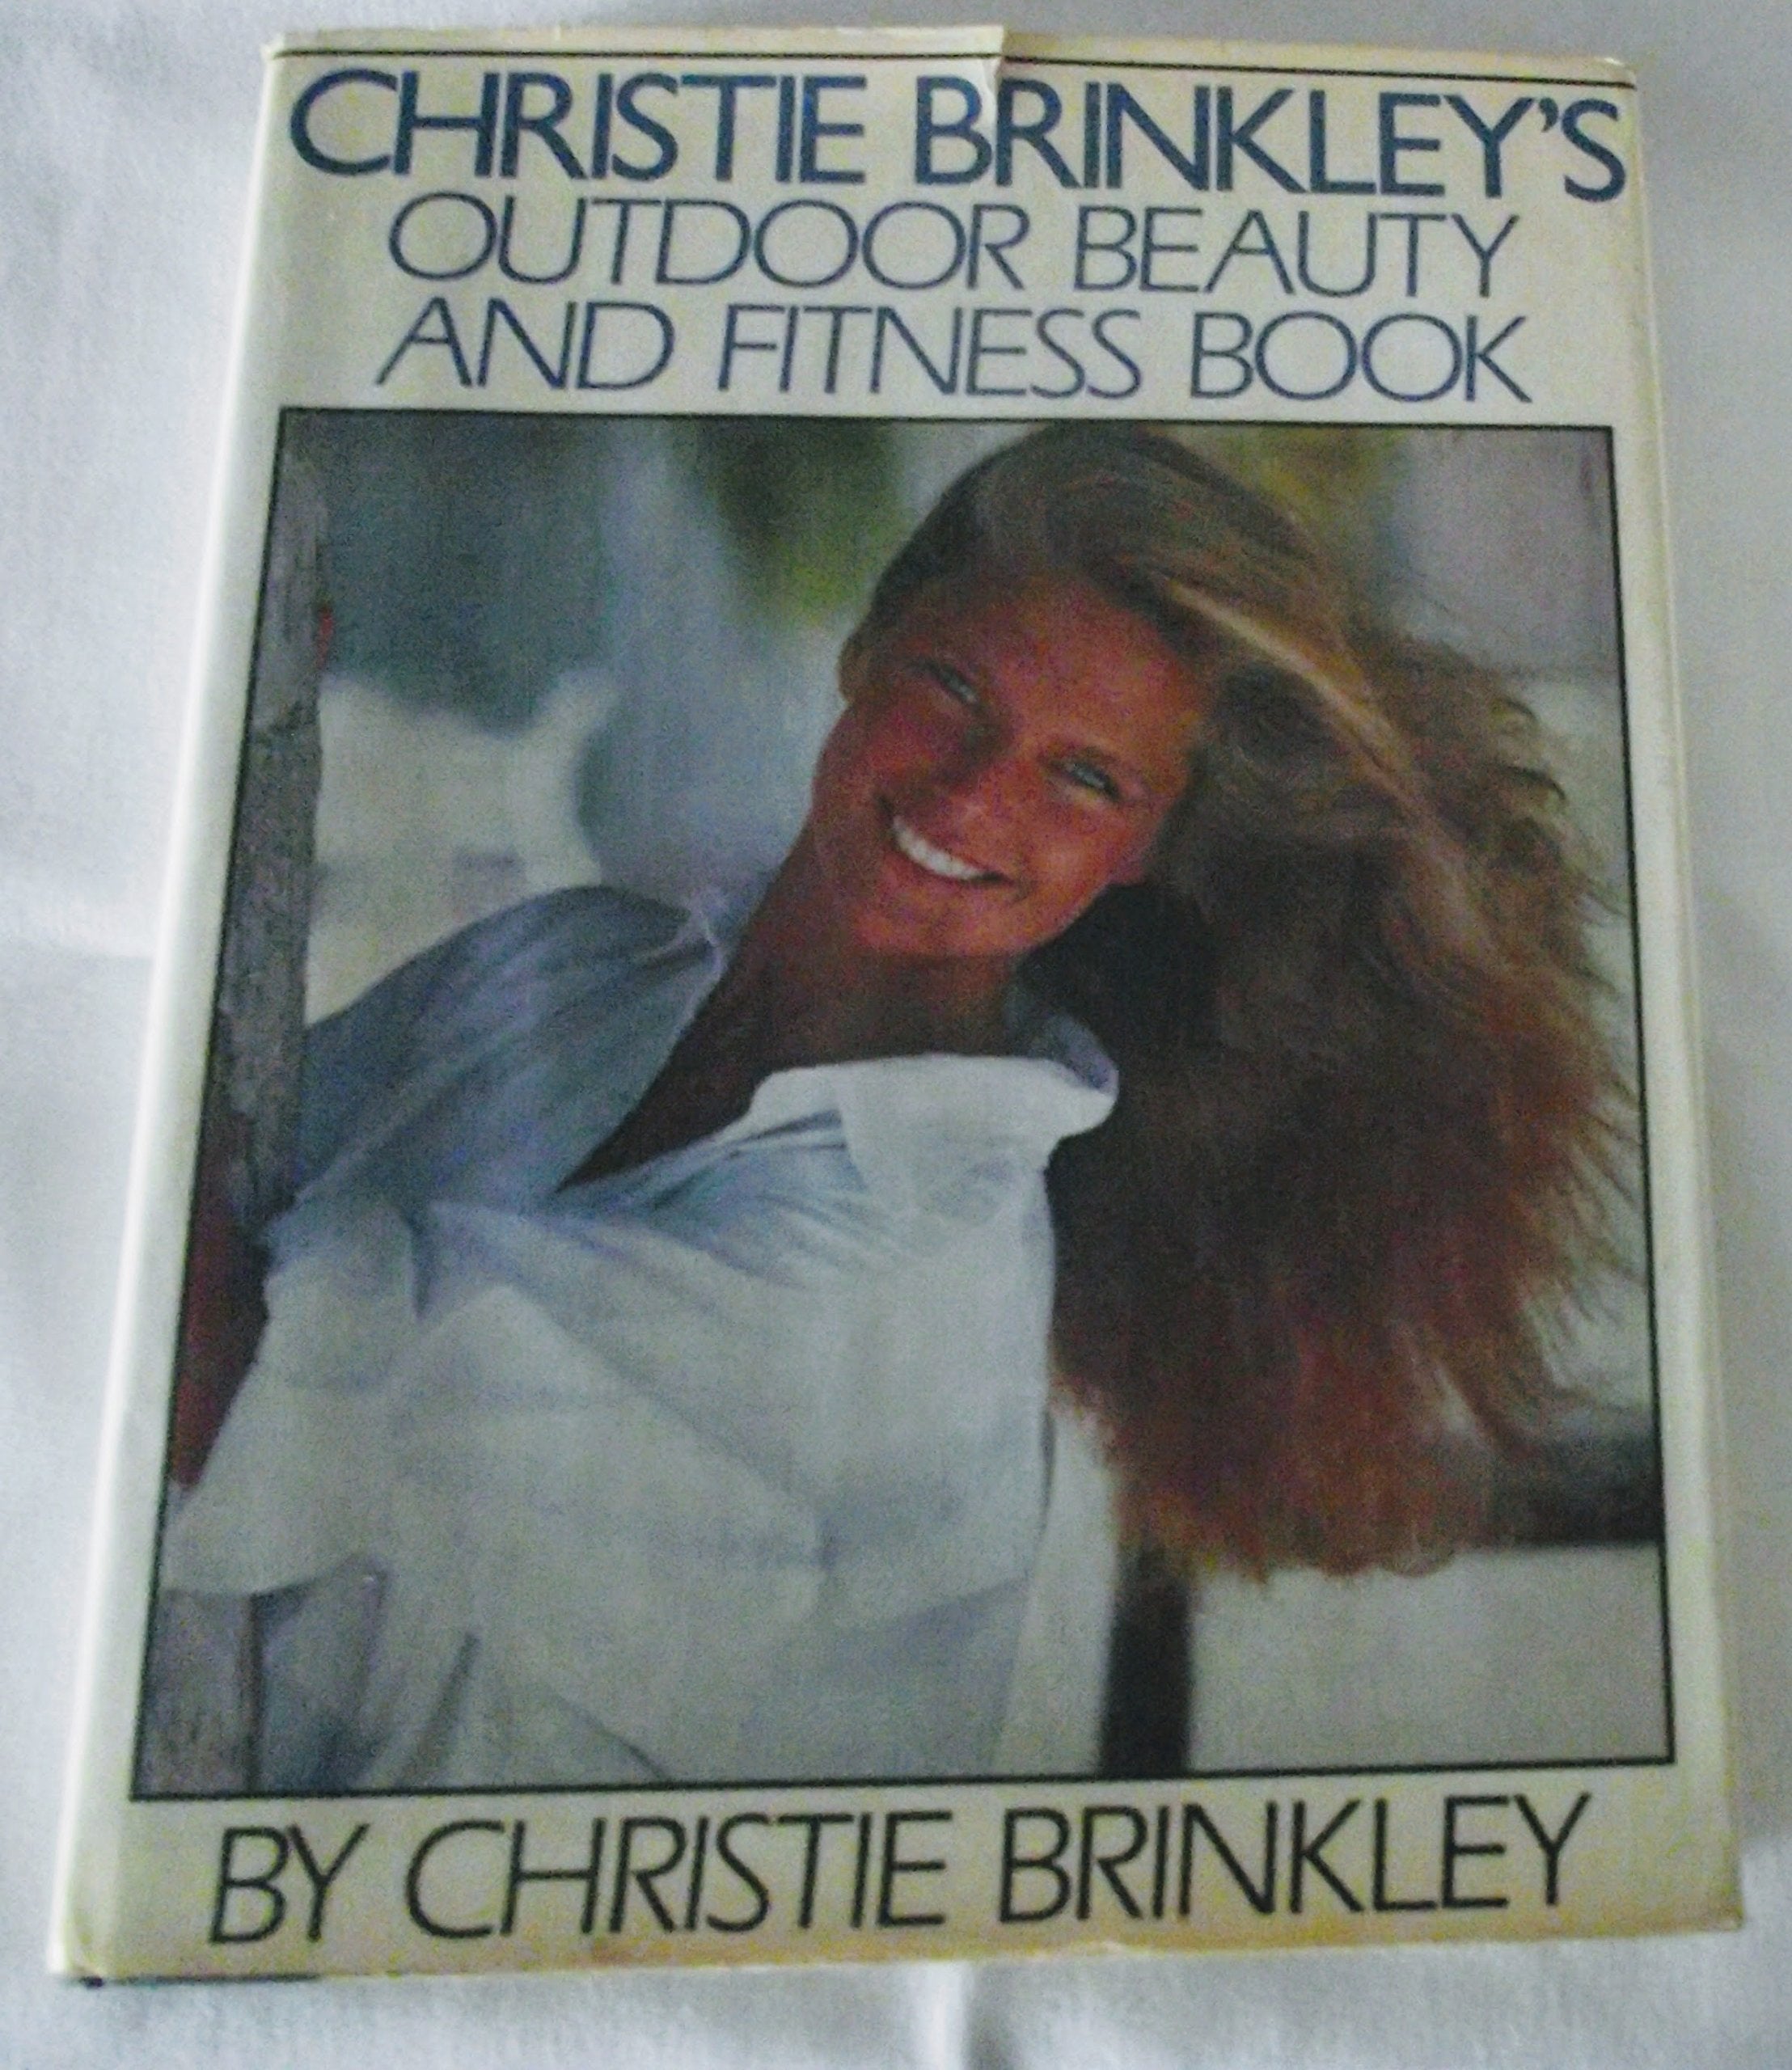 CHRISTIE BRINKLEY'S
OUTDOOR BEAUTY
AND FITNESS BOOK
BY CHRISTIE BRINKLEY